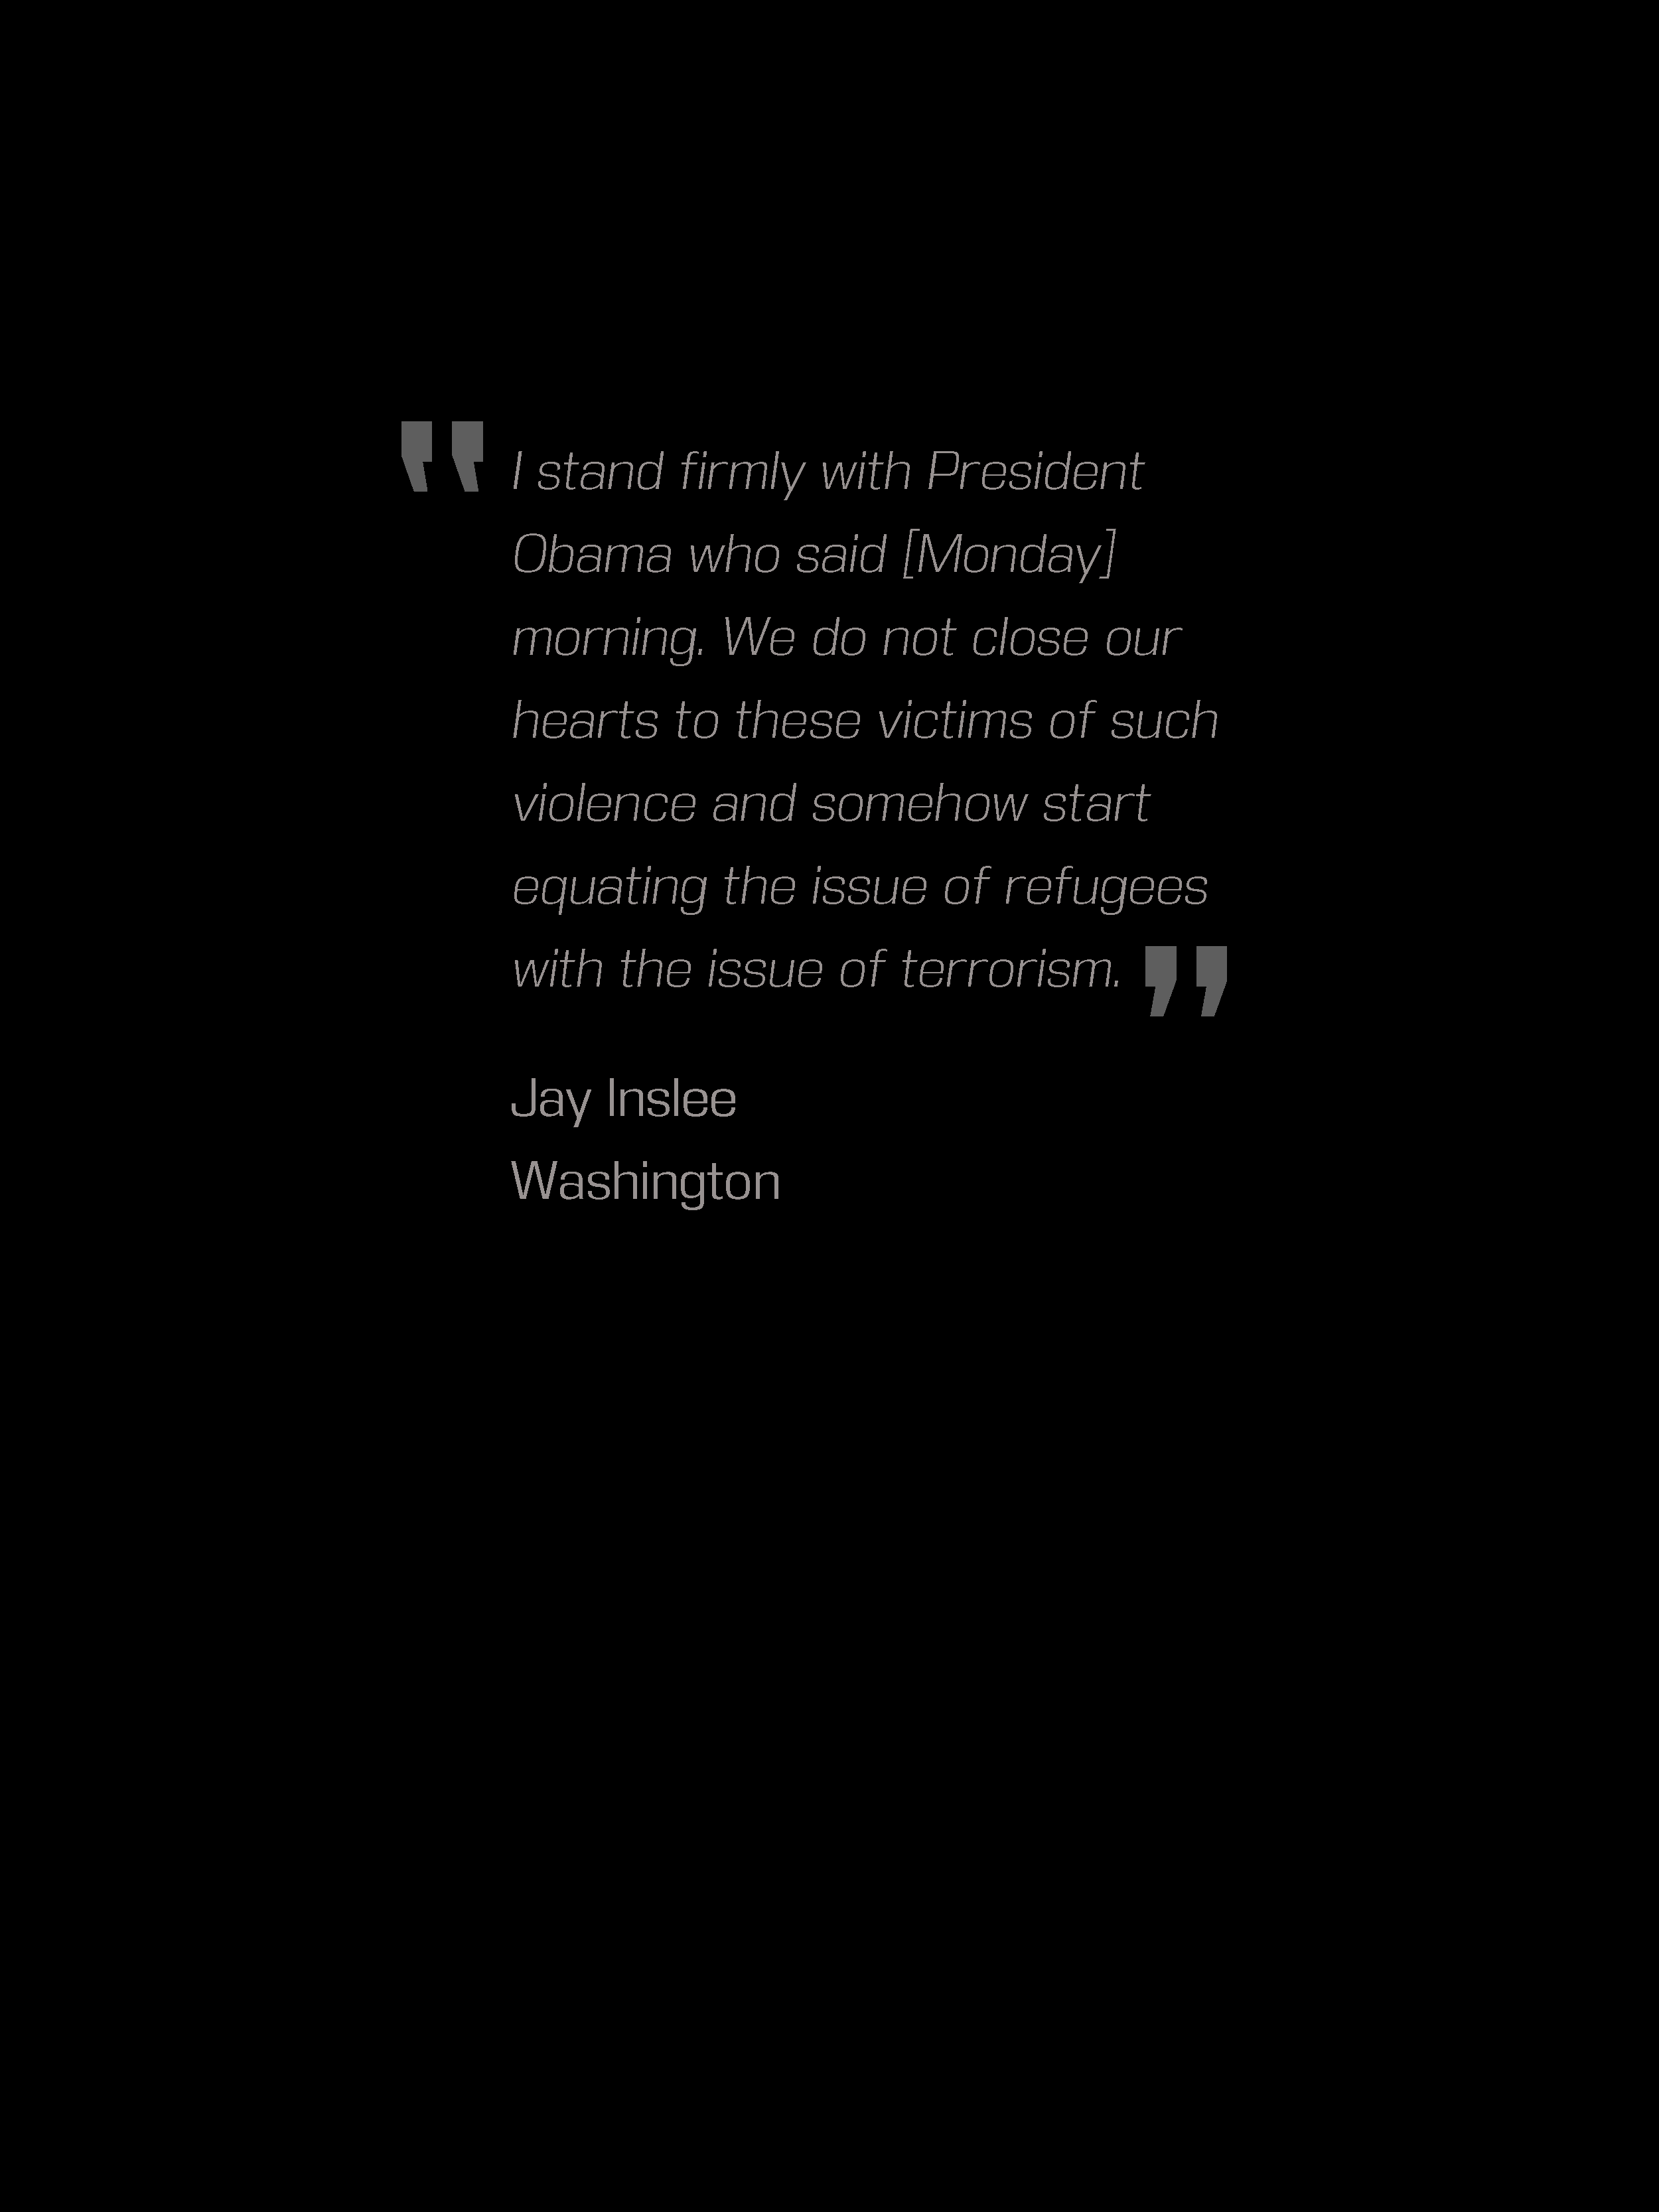 "I stand firmly with President
Obama who said [Monday]
morning. We do not close our
hearts to these victims of such
violence and somehow start
equating the issue of refugees
with the issue of terrorism."
Jay Inslee
Washington